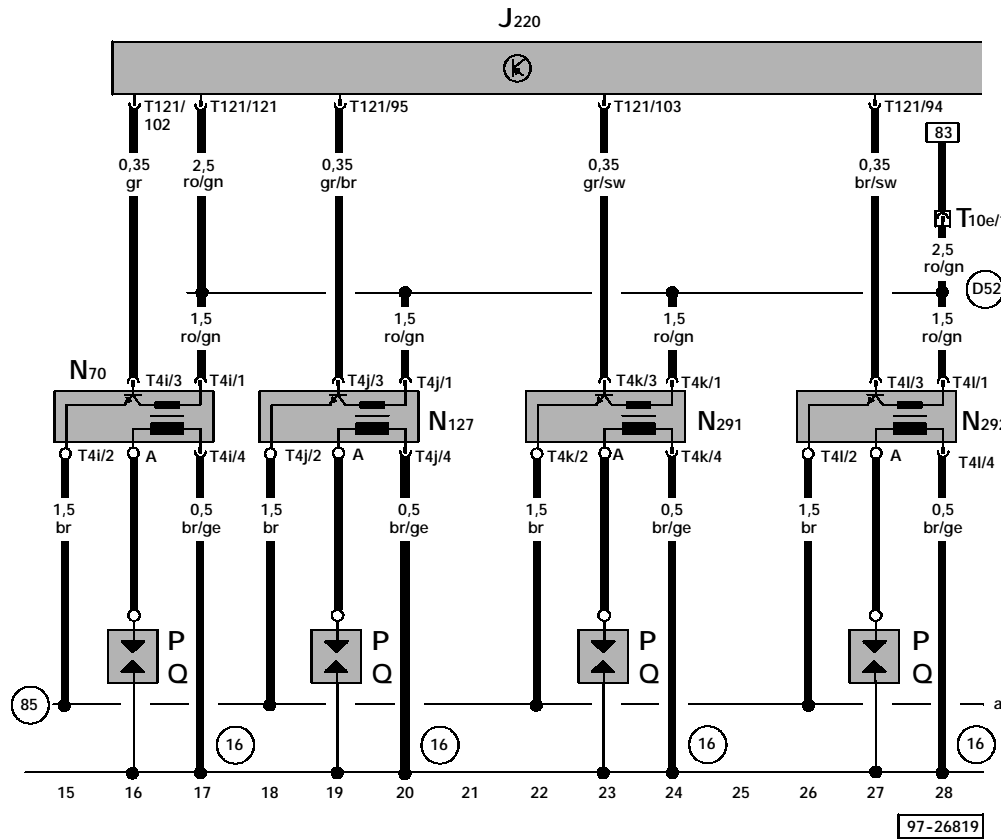 J220
T121/
102
T121/121
T121/95
T121/103
T121/94
83
0,35
gr
2,5
ro/gn
0,35
gr/br
0,35
gr/sw
0,35
br/sw
T10e/
2,5
ro/gn
D52
1,5
ro/gn
1,5
ro/gn
1,5
ro/gn
1,5
ro/gn
N70
T4i/3
T4i/1
T4j/3
T4j/1
T4k/3
T4k/1
T4l/3
T4l/1
N127
N291
N292
T4i/2
A
T4i/4
T4j/2
A
T4j/4
T4k/2
A
T4k/4
T4l/2
A
T4l/4
1,5
br
0,5
br/ge
1,5
br
0,5
br/ge
1,5
br
0,5
br/ge
1,5
br
0,5
br/ge
P
Q
P
Q
P
Q
P
Q
85
a
16
16
16
16
15 16 17 18 19 20 21 22 23 24 25 26 27 28
97-26819